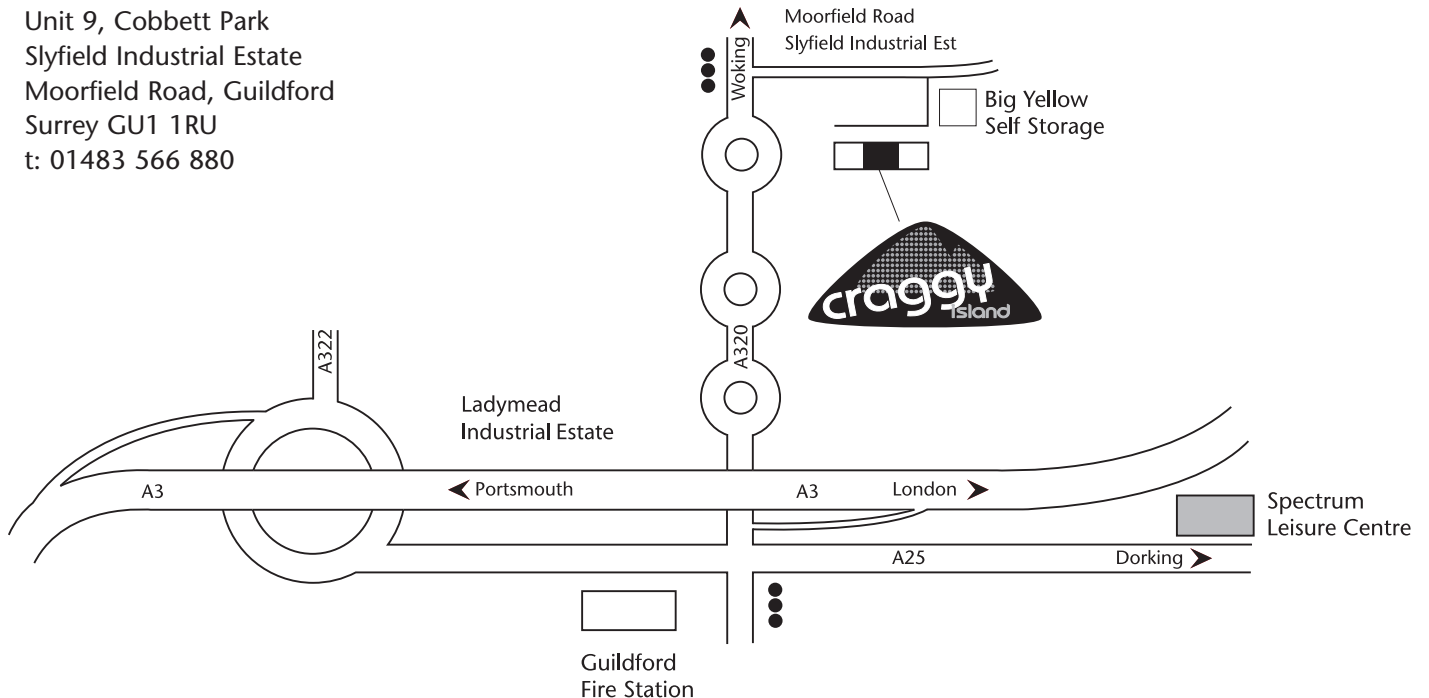 Unit 9, Cobbett Park
Slyfield Industrial Estate
Moorfield Road, Guildford
Surrey GU1 1RU
t: 01483 566 880
Moorfield Road
Slyfield Industrial Est
Woking
Big Yellow
Self Storage
craggy
island
A320
A322
Ladymead
Industrial Estate
A3
Portsmouth
A3
London
Spectrum
Leisure Centre
A25
Dorking
Guildford
Fire Station